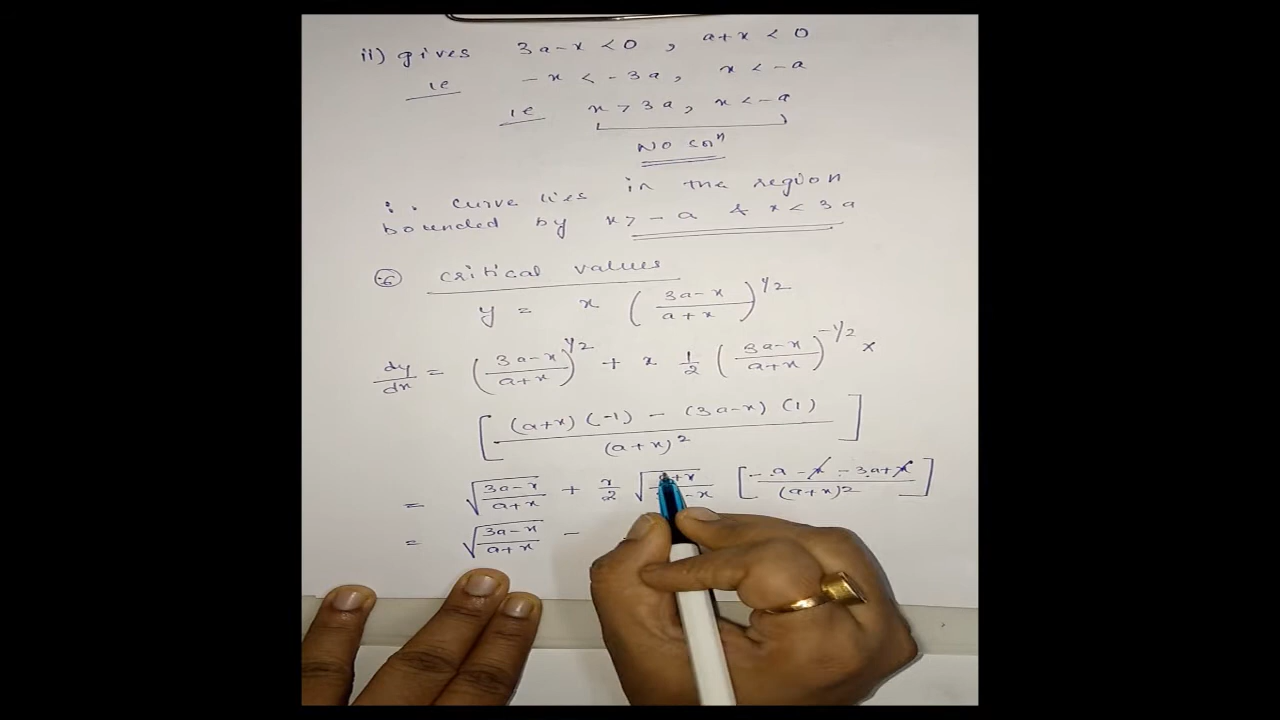 ii) gives 3a-x < 0 , a+x < 0
ie -x < -3a, x < -a
ie x > 3a, x < -a
No solⁿ
∴ curve lies in the region
bounded by x > -a & x < 3a
⑥ critical values
y = x ( (3a-x)/(a+x) )^1/2
dy/dx = ( (3a-x)/(a+x) )^1/2 + x 1/2 ( (3a-x)/(a+x) )^-1/2 ×
[ ((a+x)(-1) - (3a-x)(1))/(a+x)² ]
= √((3a-x)/(a+x)) + x/2 √ [ (-a-x-3a+x)/(a+x)² ]
= √((3a-x)/(a+x)) -